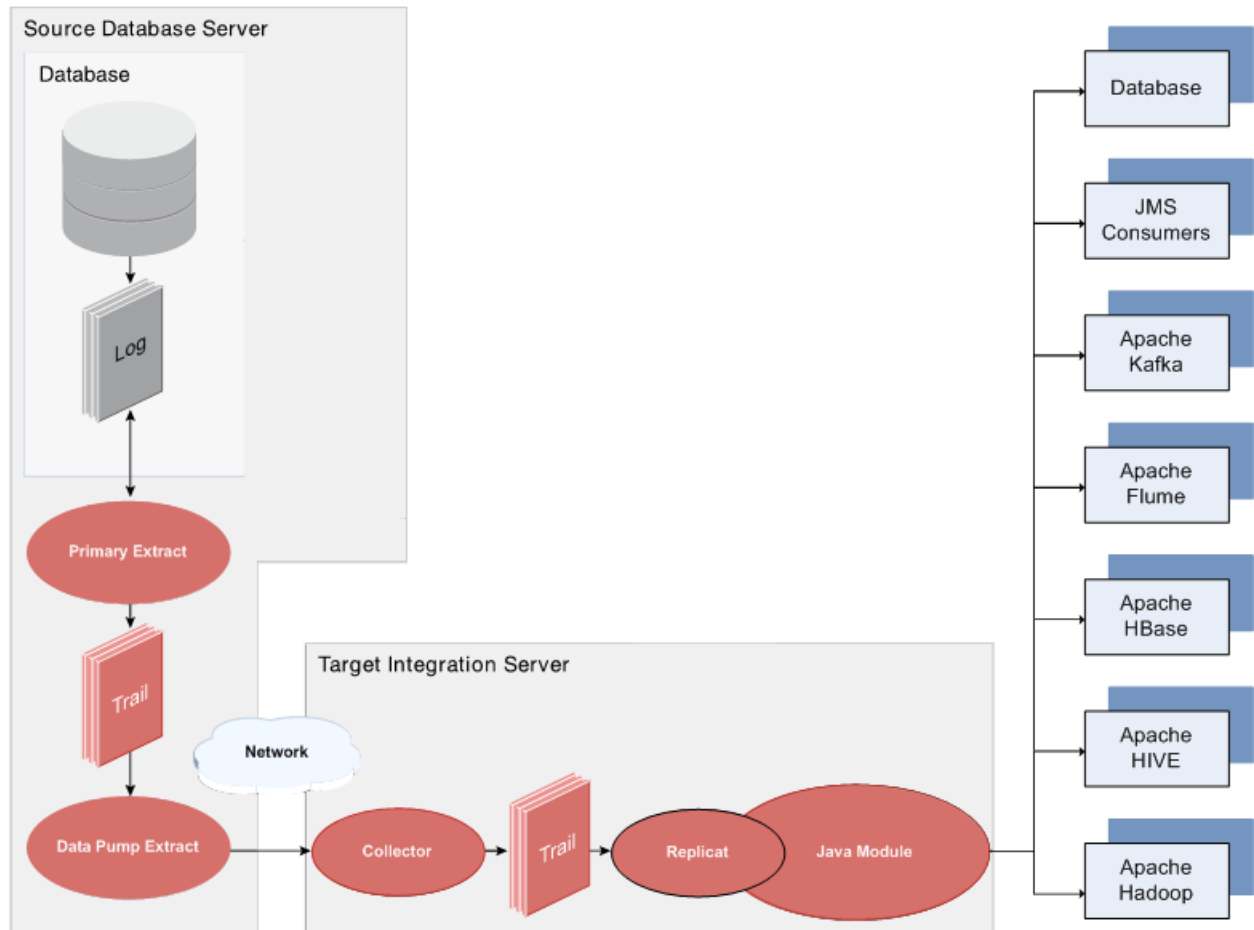 Source Database Server
Database
Log
Primary Extract
Trail
Data Pump Extract
Network
Target Integration Server
Collector
Trail
Replicat
Java Module
Database
JMS
Consumers
Apache
Kafka
Apache
Flume
Apache
HBase
Apache
HIVE
Apache
Hadoop